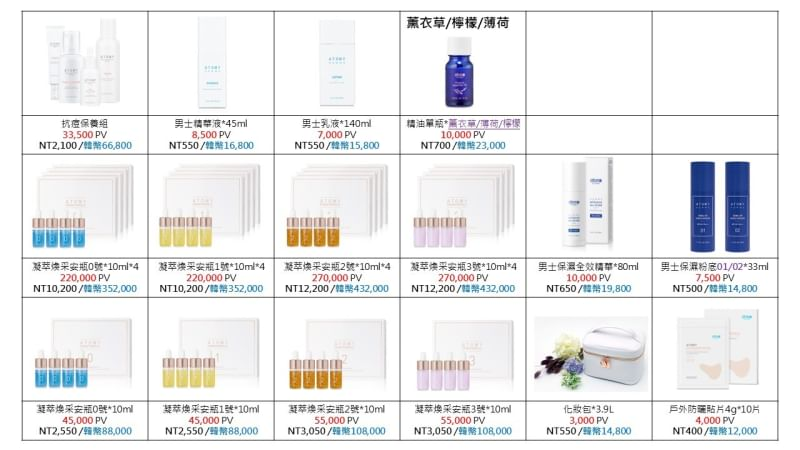 薰衣草/檸檬/薄荷
ATOMY
ATOMY
抗痘保養組
33,500 PV
NT2,100 /韓幣66,800
男士精華液*45ml
8,500 PV
NT550 /韓幣16,800
男士乳液*140ml
7,000 PV
NT550 /韓幣15,800
精油單瓶*薰衣草/薄荷/檸檬
10,000 PV
NT700 /韓幣23,000
ATOMY
ATOMY
ATOMY
ATOMY
01
02
凝萃煥采安瓶0號*10ml*4
220,000 PV
NT10,200 /韓幣352,000
凝萃煥采安瓶1號*10ml*4
220,000 PV
NT10,200 /韓幣352,000
凝萃煥采安瓶2號*10ml*4
270,000 PV
NT12,200 /韓幣432,000
凝萃煥采安瓶3號*10ml*4
270,000 PV
NT12,200 /韓幣432,000
男士保濕全效精華*80ml
10,000 PV
NT650 /韓幣19,800
男士保濕粉底01/02*33ml
7,500 PV
NT500 /韓幣14,800
ATOMY
0
ATOMY
1
ATOMY
2
ATOMY
3
凝萃煥采安瓶0號*10ml
45,000 PV
NT2,550 /韓幣88,000
凝萃煥采安瓶1號*10ml
45,000 PV
NT2,550 /韓幣88,000
凝萃煥采安瓶2號*10ml
55,000 PV
NT3,050 /韓幣108,000
凝萃煥采安瓶3號*10ml
55,000 PV
NT3,050 /韓幣108,000
化妝包*3.9L
3,000 PV
NT550 /韓幣14,800
戶外防曬貼片4g*10片
4,000 PV
NT400 /韓幣12,000